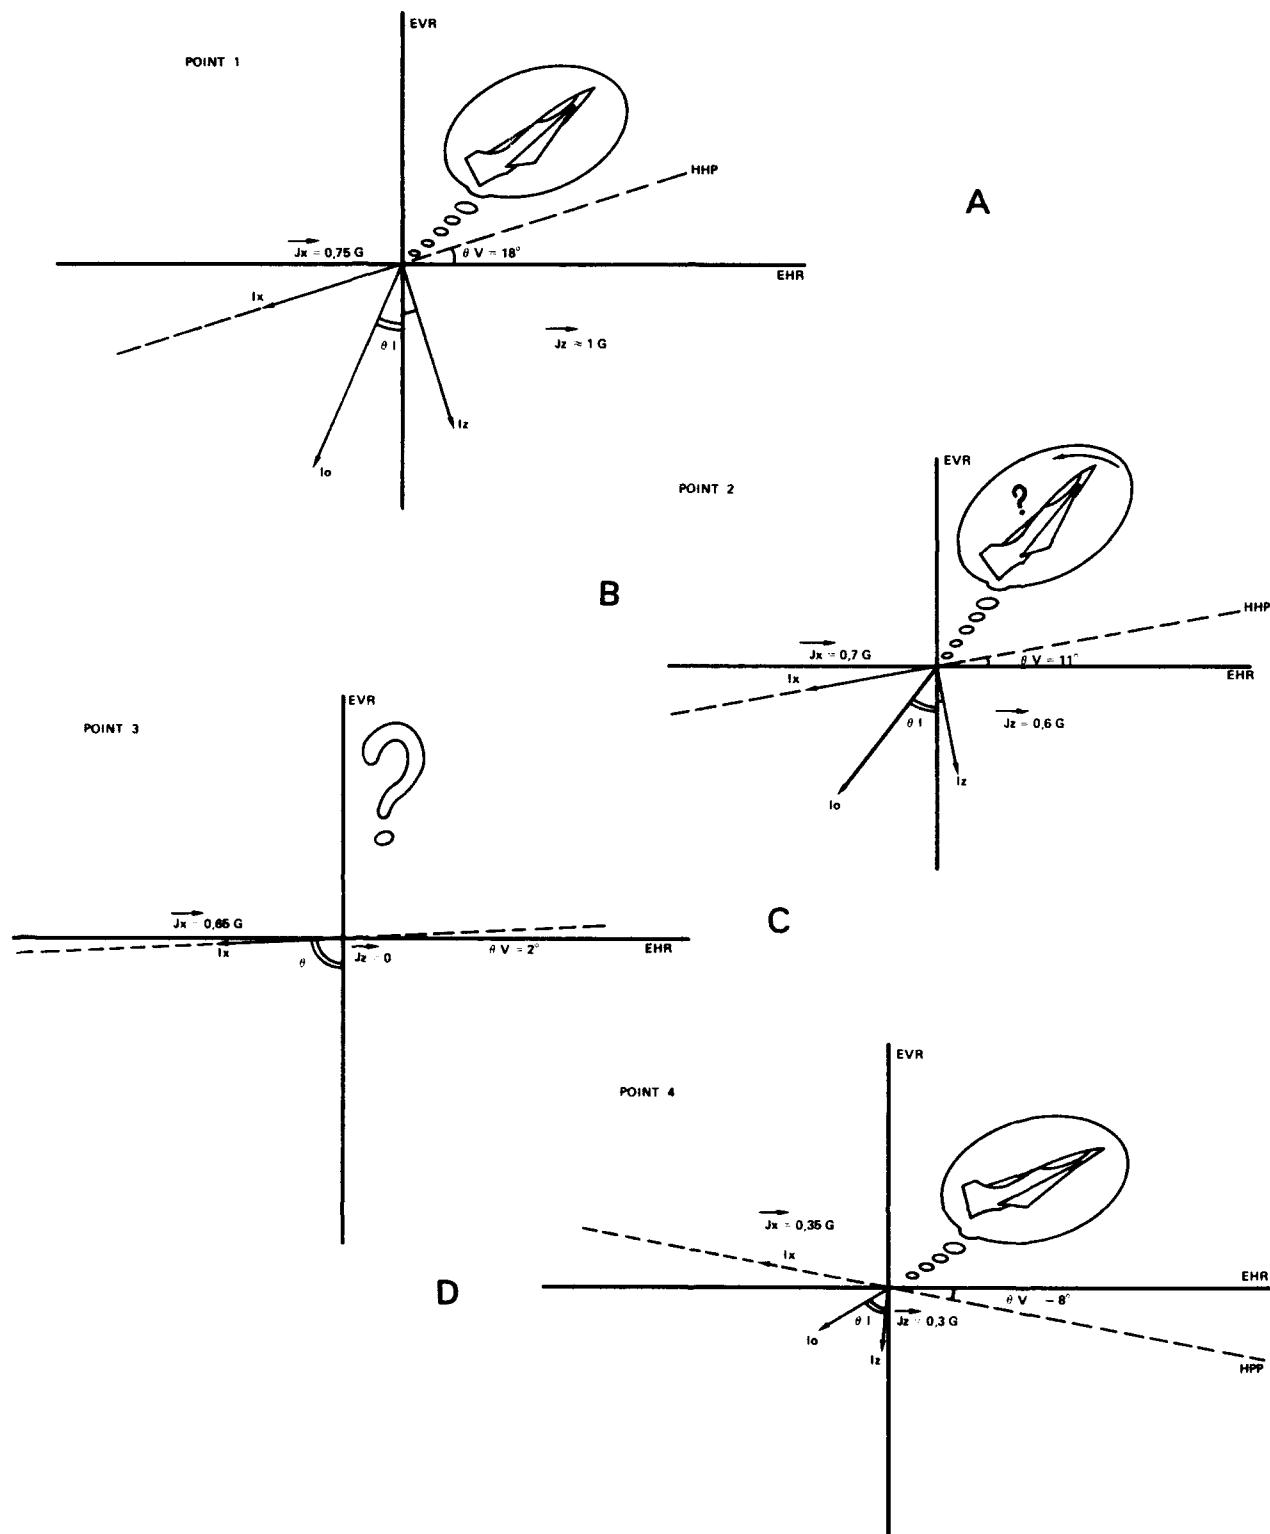 EVR
POINT 1
HHP
A
Jx = 0,75 G
θ V = 18°
EHR
Ix
Jz ≈ 1 G
θ I
Iz
Io
EVR
POINT 2
?
B
HHP
Jx = 0,7 G
θ V = 11°
EHR
Ix
Jz = 0,6 G
θ I
Iz
Io
EVR
POINT 3
?
C
Jx = 0,65 G
Ix
θ
Jz = 0
θ V = 2°
EHR
EVR
POINT 4
Jx = 0,35 G
Ix
D
EHR
θ V - 8°
θ I
Jz = 0,3 G
Io
Iz
HPP